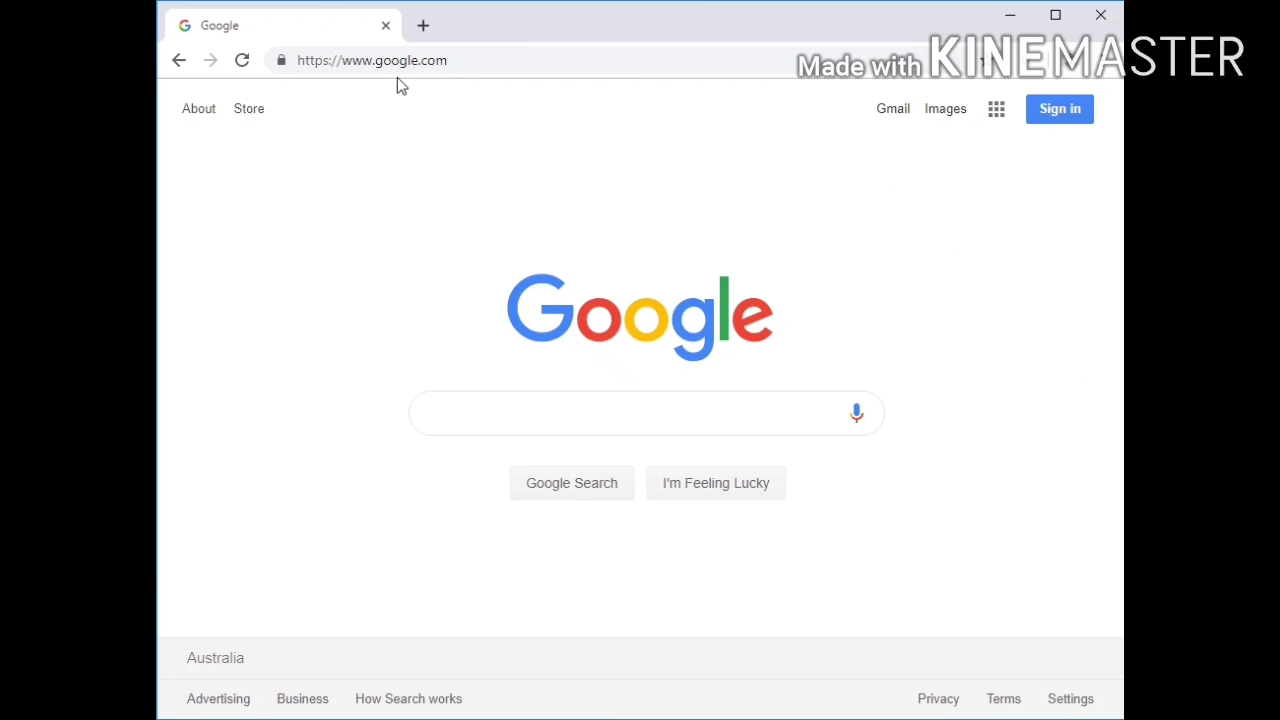 Google
https://www.google.com
Made with KINEMASTER
About Store
Gmail Images Sign in
Google
Google Search I'm Feeling Lucky
Australia
Advertising Business How Search works
Privacy Terms Settings